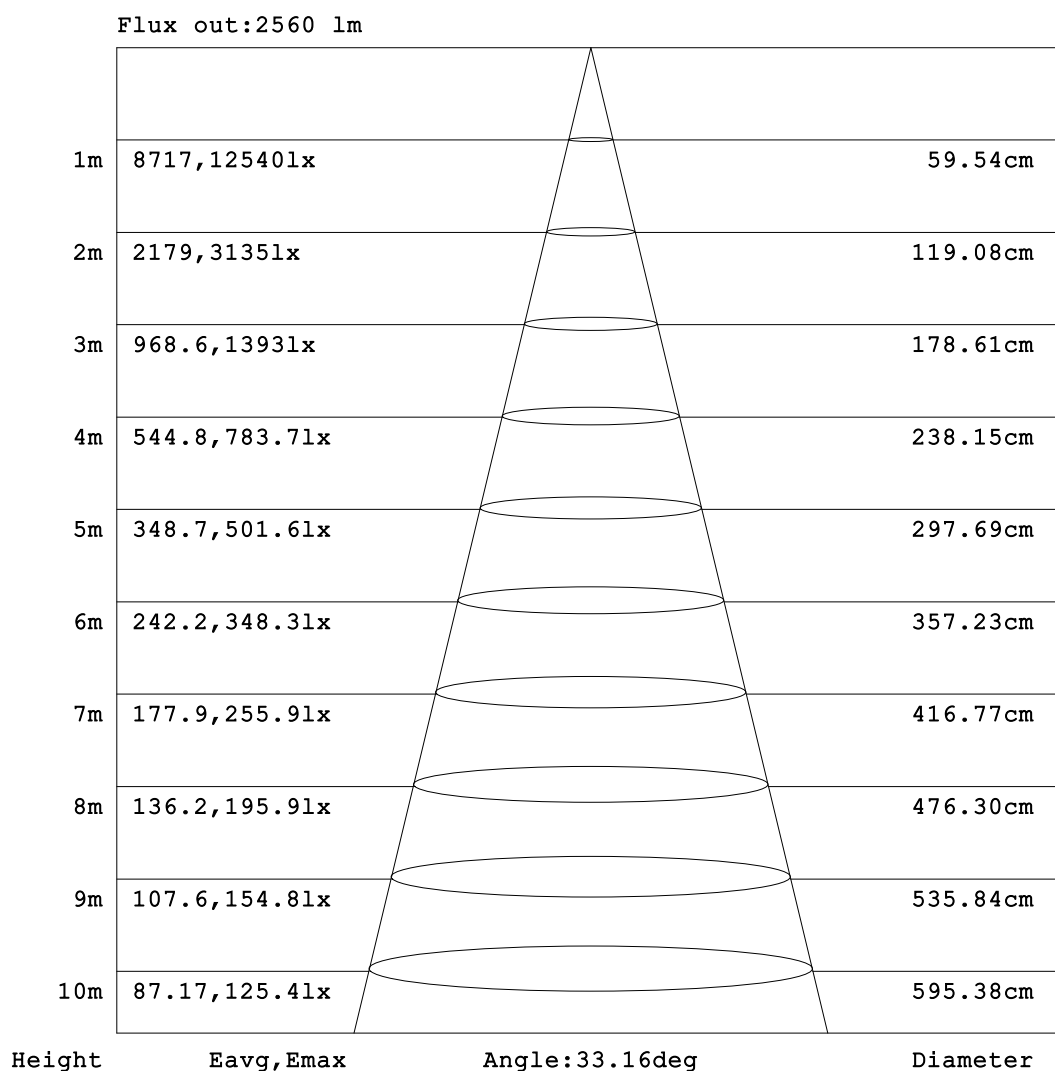 Flux out:2560 lm
1m 8717,12540lx 59.54cm
2m 2179,3135lx 119.08cm
3m 968.6,1393lx 178.61cm
4m 544.8,783.7lx 238.15cm
5m 348.7,501.6lx 297.69cm
6m 242.2,348.3lx 357.23cm
7m 177.9,255.9lx 416.77cm
8m 136.2,195.9lx 476.30cm
9m 107.6,154.8lx 535.84cm
10m 87.17,125.4lx 595.38cm
Height Eavg,Emax Angle:33.16deg Diameter